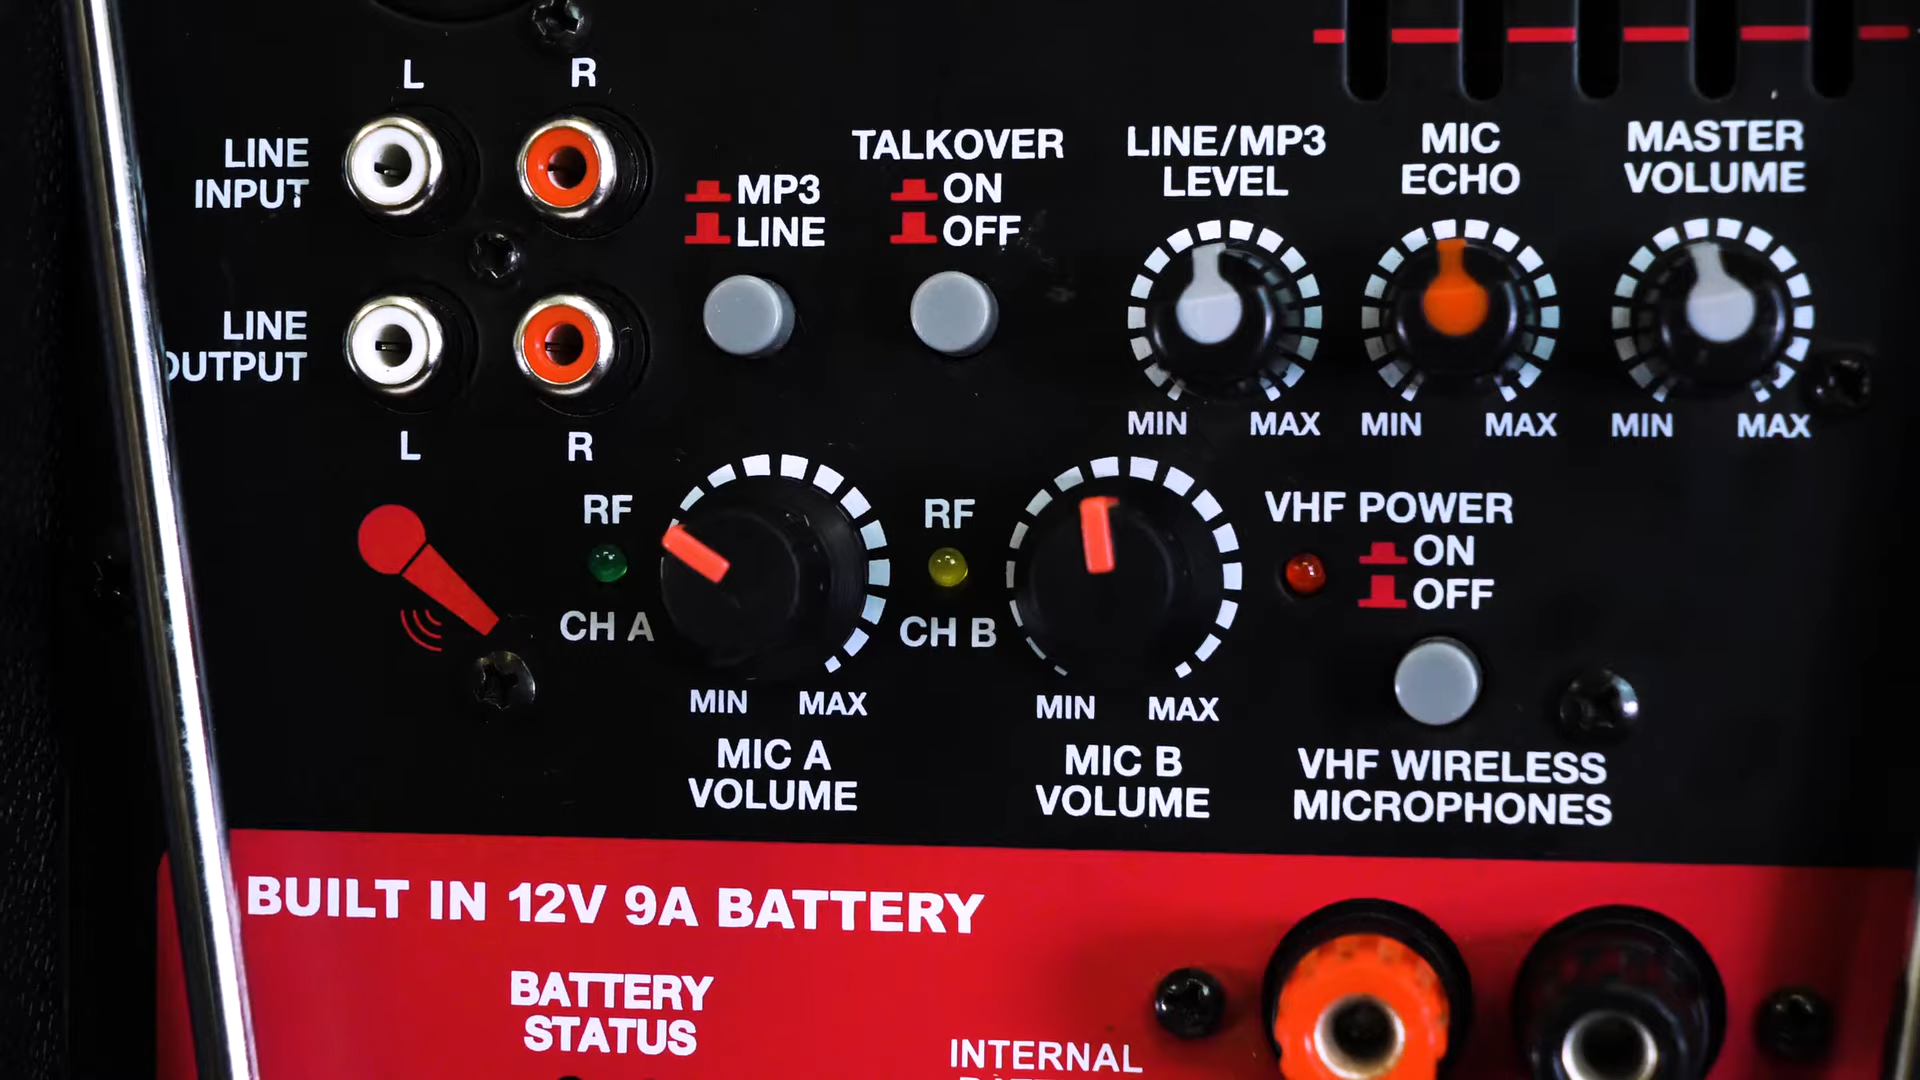 L R
LINE
INPUT
MP3
LINE
TALKOVER
ON
OFF
LINE/MP3
LEVEL
MIC
ECHO
MASTER
VOLUME
MIN MAX
MIN MAX
MIN MAX
LINE
OUTPUT
L R
RF
CH A
MIN MAX
MIC A
VOLUME
RF
CH B
MIN MAX
MIC B
VOLUME
VHF POWER
ON
OFF
VHF WIRELESS
MICROPHONES
BUILT IN 12V 9A BATTERY
BATTERY
STATUS
INTERNAL